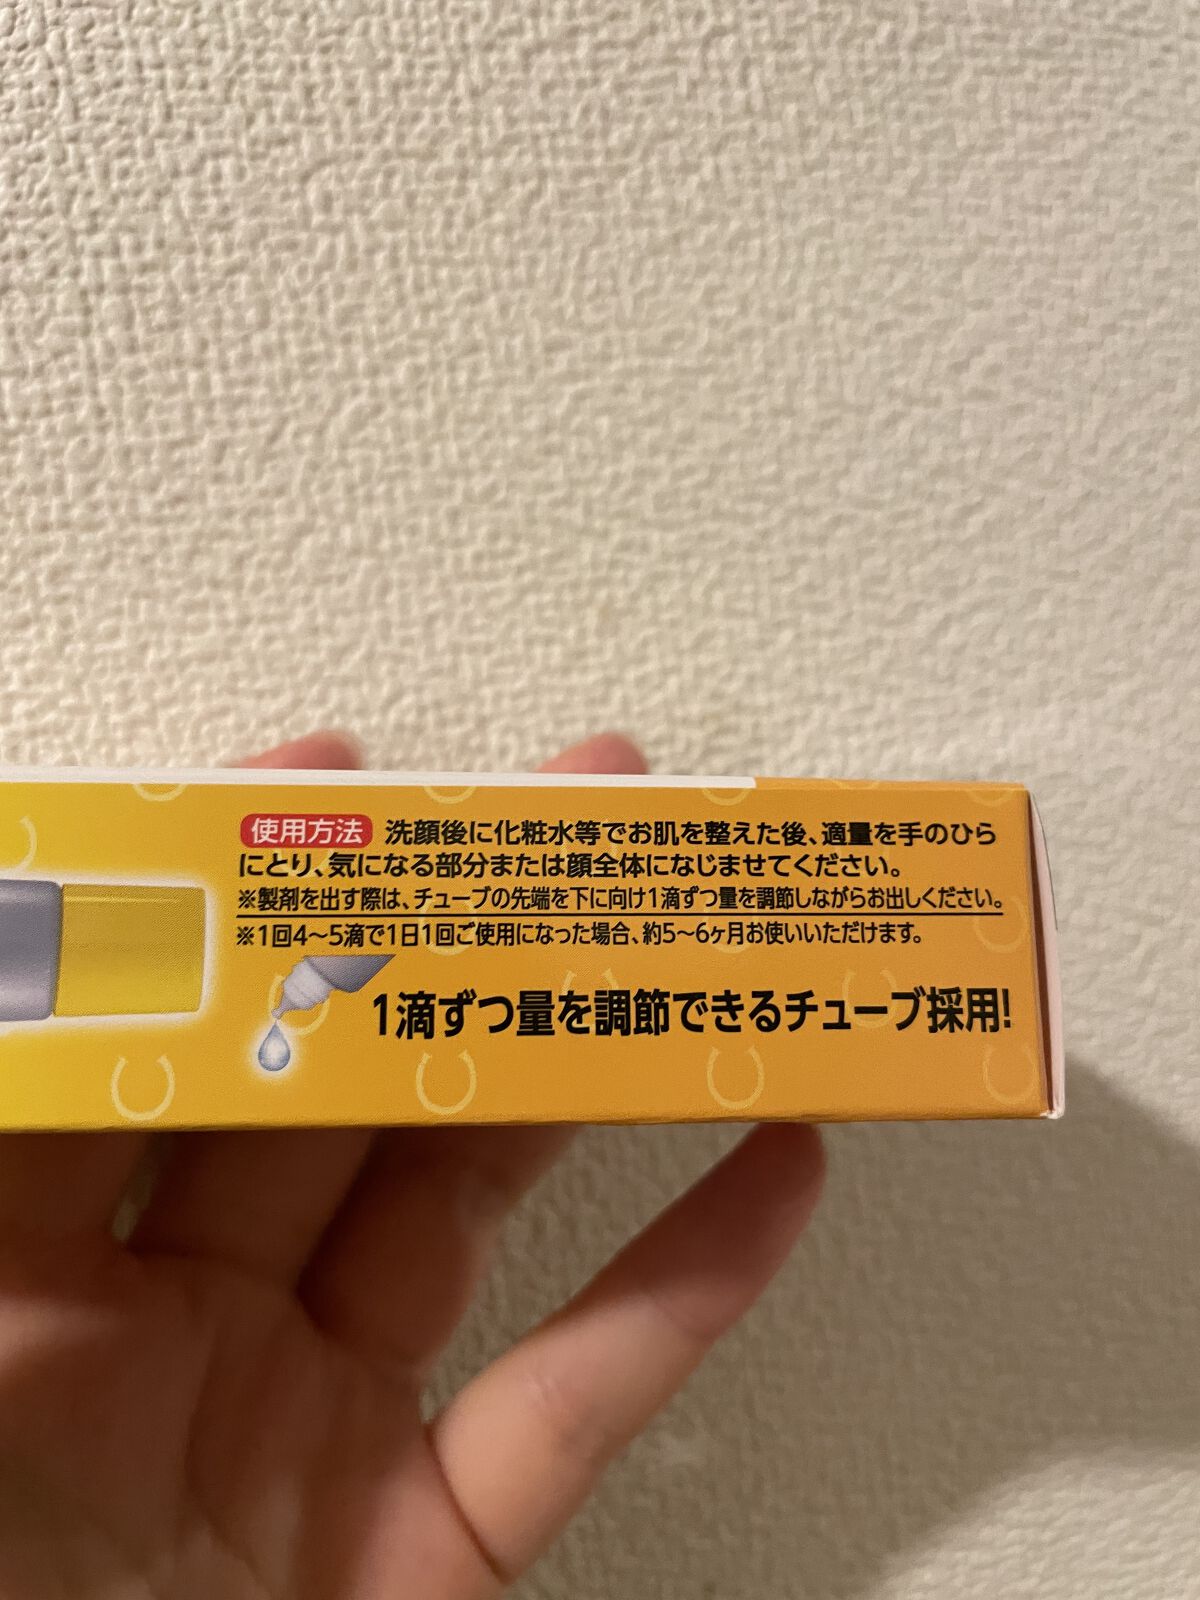 使用方法 洗顔後に化粧水等でお肌を整えた後、適量を手のひら
にとり、気になる部分または顔全体になじませてください。
※製剤を出す際は、チューブの先端を下に向け1滴ずつ量を調節しながらお出しください。
※1回4〜5滴で1日1回ご使用になった場合、約5〜6ヶ月お使いいただけます。
1滴ずつ量を調節できるチューブ採用!